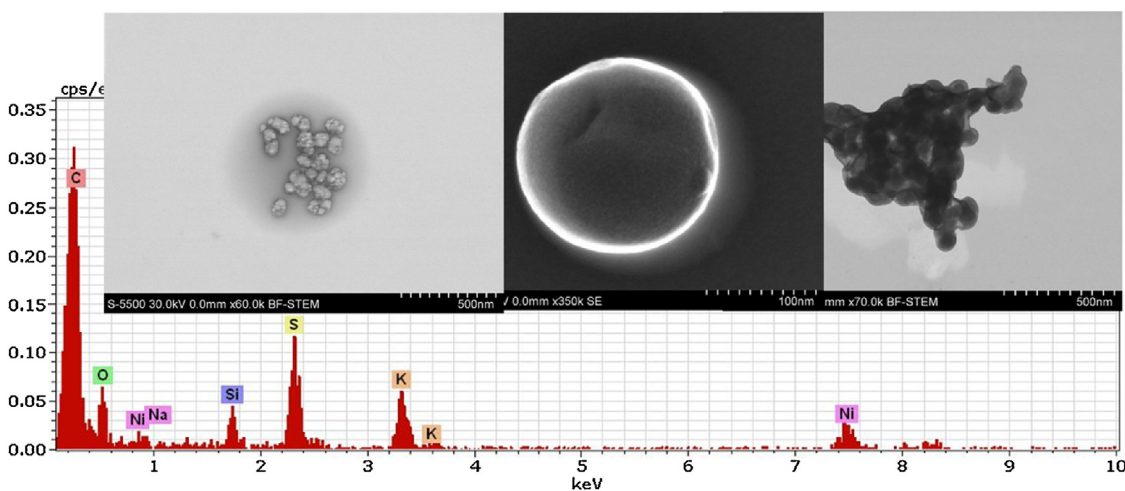 cps/e
0.35
0.30
0.25
0.20
0.15
0.10
0.05
0.00
C
O
Ni
Na
Si
S
K
K
Ni
S-5500 30.0kV 0.0mm x60.0k BF-STEM
500nm
V 0.0mm x350k SE
100nm
mm x70.0k BF-STEM
500nm
1 2 3 4 5 6 7 8 9 10
keV